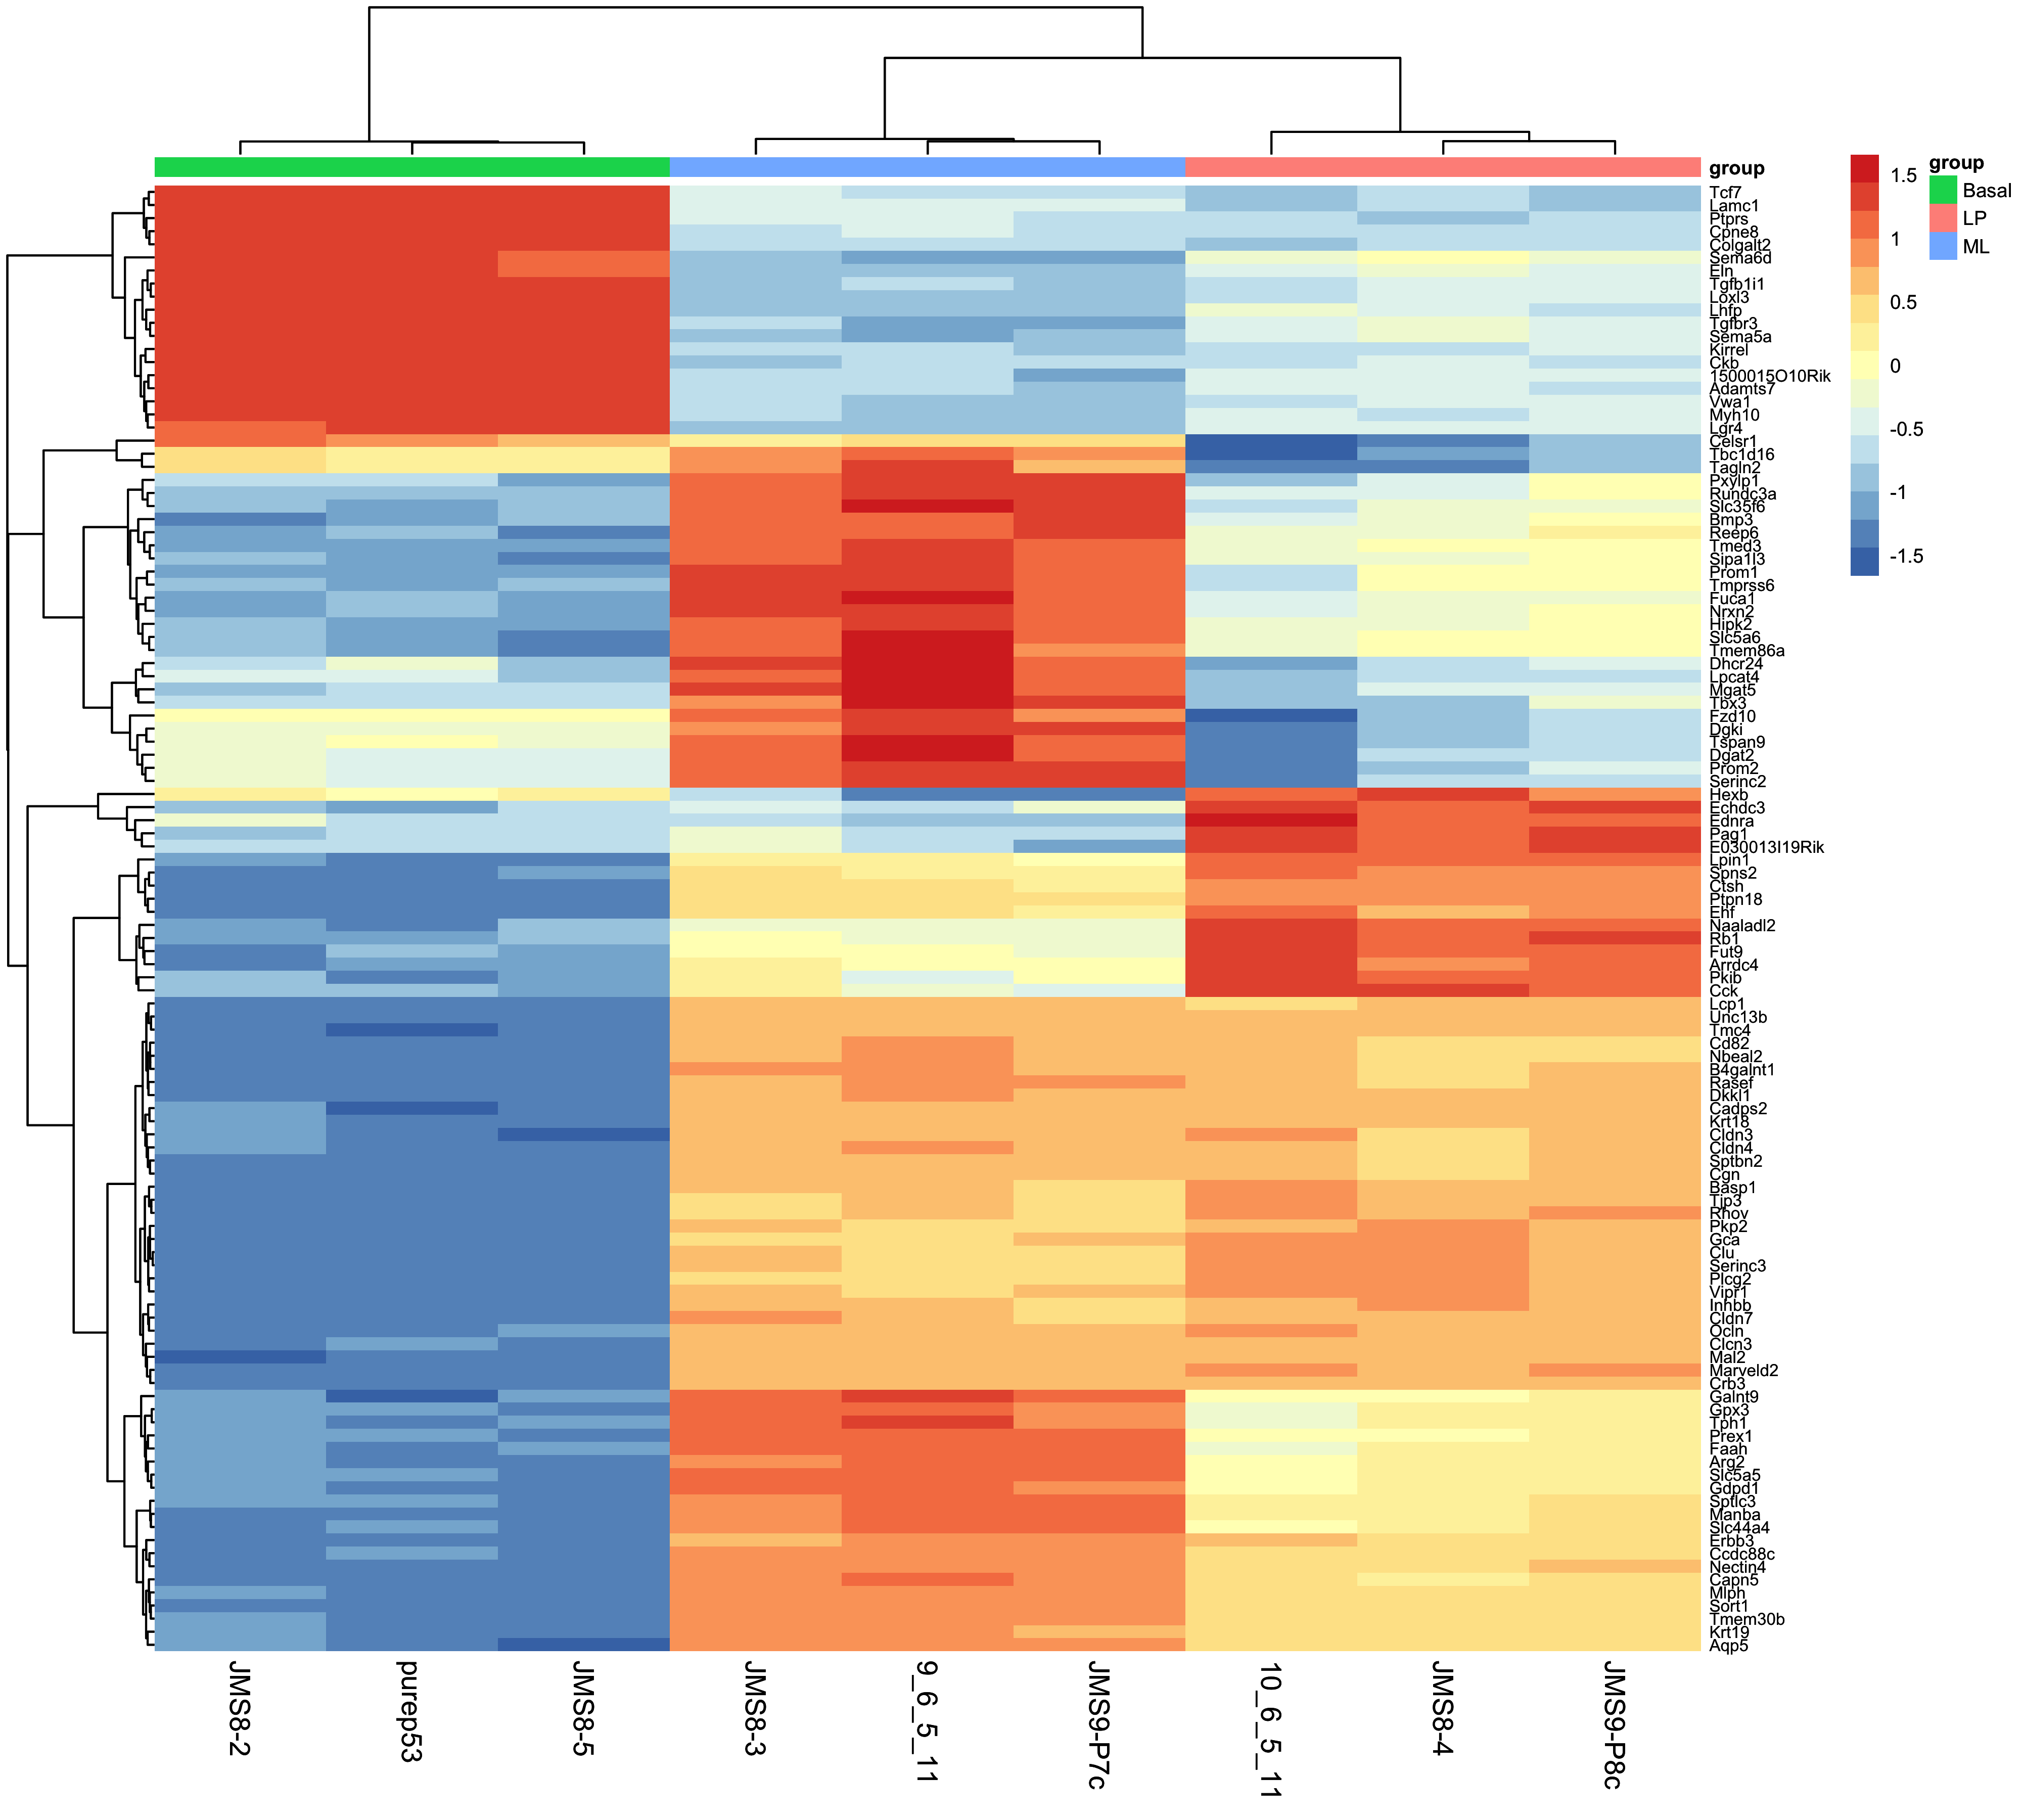 group
Tcf7
Lamc1
Ptprs
Cpne8
Colgalt2
Sema6d
Eln
Tgfb1i1
Loxl3
Lhfp
Tgfbr3
Sema5a
Kirrel
Ckb
1500015O10Rik
Adamts7
Vwa1
Myh10
Lgr4
Celsr1
Tbc1d16
Tagln2
Pxylp1
Rundc3a
Slc35f6
Bmp3
Reep6
Tmed3
Sipa1l3
Prom1
Tmprss6
Fuca1
Nrxn2
Hipk2
Slc5a6
Tmem86a
Dhcr24
Lpcat4
Mgat5
Tbx3
Fzd10
Dgki
Tspan9
Dgat2
Prom2
Serinc2
Hexb
Echdc3
Ednra
Pag1
E030013I19Rik
Lpin1
Spns2
Ctsh
Ptpn18
Ehf
Naaladl2
Rb1
Fut9
Arrdc4
Pkib
Cck
Lcp1
Unc13b
Tmc4
Cd82
Nbeal2
B4galnt1
Rasef
Dkkl1
Cadps2
Krt18
Cldn3
Cldn4
Sptbn2
Cgn
Basp1
Tjp3
Rhov
Pkp2
Gca
Clu
Serinc3
Plcg2
Vipr1
Inhbb
Cldn7
Ocln
Clcn3
Mal2
Marveld2
Crb3
Galnt9
Gpx3
Tph1
Prex1
Faah
Arg2
Slc5a5
Gdpd1
Sptlc3
Manba
Slc44a4
Erbb3
Ccdc88c
Nectin4
Capn5
Mlph
Sort1
Tmem30b
Krt19
Aqp5
JMS8-2
purep53
JMS8-5
JMS8-3
9_6_5_11
JMS9-P7c
10_6_5_11
JMS8-4
JMS9-P8c
1.5
1
0.5
0
-0.5
-1
-1.5
group
Basal
LP
ML